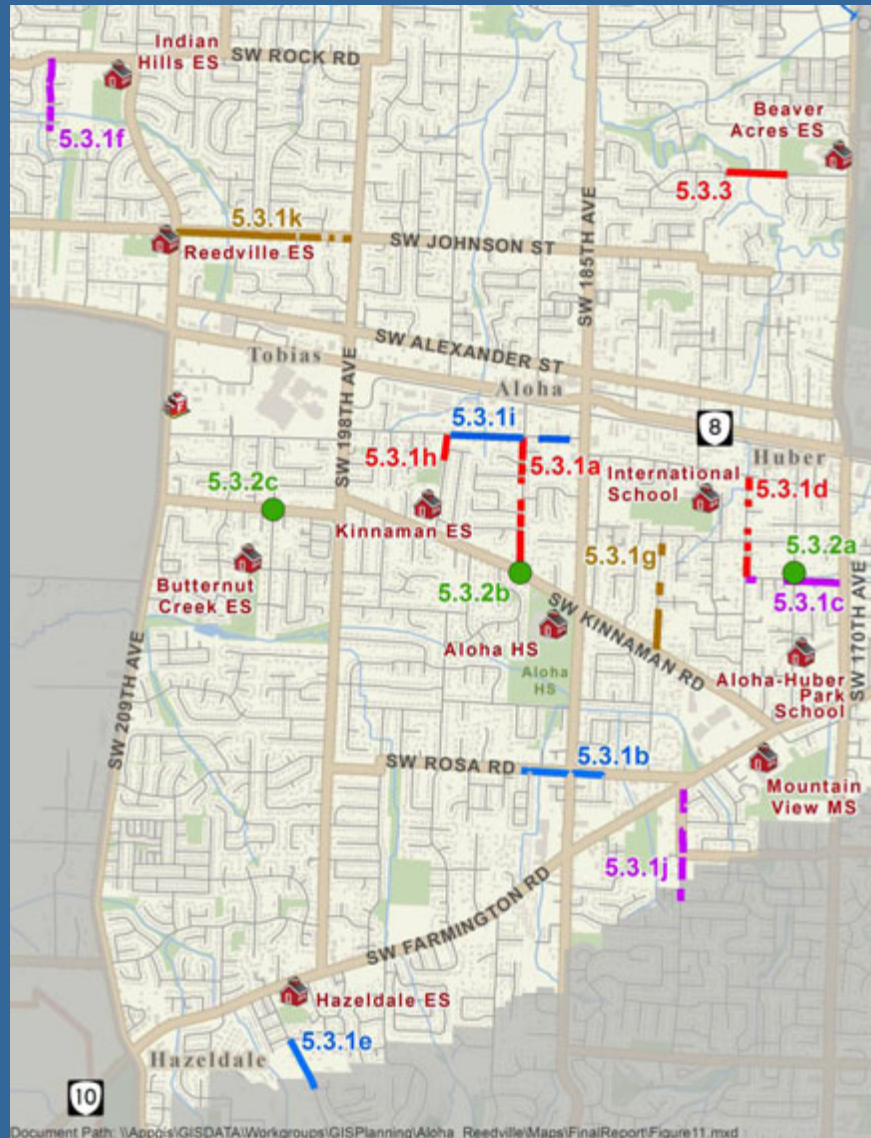 Indian
Hills ES
SW ROCK RD
5.3.1f
Beaver
Acres ES
5.3.3
5.3.1k
Reedville ES
SW JOHNSON ST
SW 185TH AVE
SW ALEXANDER ST
Tobias
Aloha
SW 198TH AVE
8
5.3.1i
5.3.1h
5.3.1a
Huber
International
School
5.3.1d
5.3.2c
Kinnaman ES
5.3.1g
5.3.2a
Butternut
Creek ES
5.3.2b
5.3.1c
SW KINNAMAN RD
Aloha HS
Aloha
HS
SW 170TH AVE
Aloha-Huber
Park
School
SW 209TH AVE
5.3.1b
SW ROSA RD
Mountain
View MS
5.3.1j
SW FARMINGTON RD
Hazeldale ES
5.3.1e
Hazeldale
10
Document Path: \\Appgis\GISDATA\Workgroups\GISPlanning\Aloha_Reedville\Maps\FinalReport\Figure11.mxd